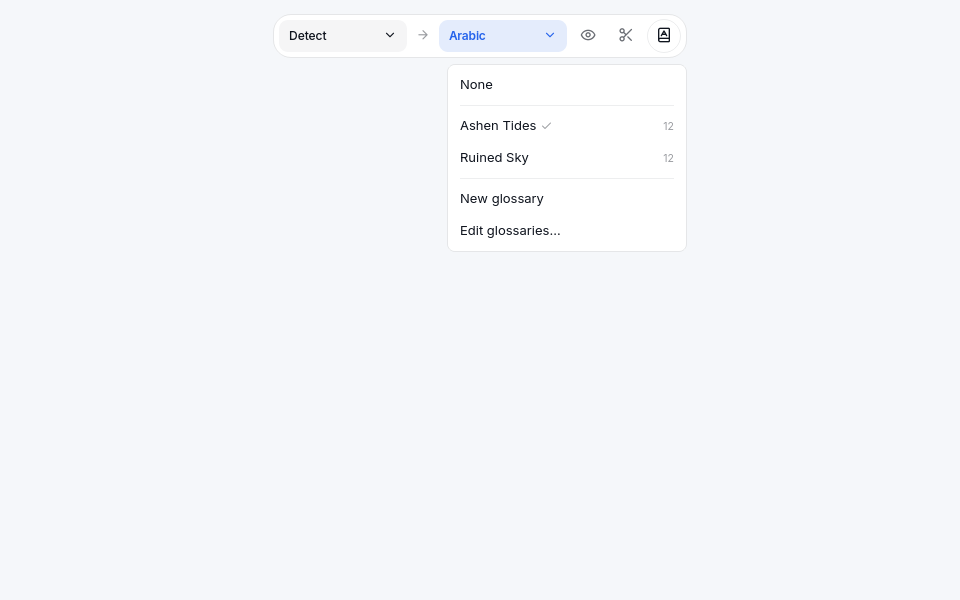 Detect
Arabic
None
Ashen Tides 12
Ruined Sky 12
New glossary
Edit glossaries...